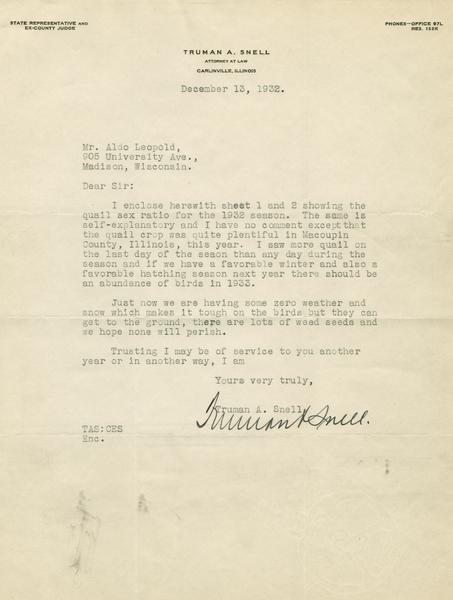 STATE REPRESENTATIVE AND
EX-COUNTY JUDGE
PHONES—OFFICE 97L
RES. 152K
TRUMAN A. SNELL
ATTORNEY AT LAW
CARLINVILLE, ILLINOIS
December 13, 1932.
Mr. Aldo Leopold,
905 University Ave.,
Madison, Wisconsin.
Dear Sir:
I enclose herewith sheet 1 and 2 showing the
quail sex ratio for the 1932 season. The same is
self-explanatory and I have no comment except that
the quail crop was quite plentiful in Macoupin
County, Illinois, this year. I saw more quail on
the last day of the seaon than any day during the
season and if we have a favorable winter and also a
favorable hatching season next year there should be
an abundance of birds in 1933.
Just now we are having some zero weather and
snow which makes it tough on the birds but they can
get to the ground, there are lots of weed seeds and
we hope none will perish.
Trusting I may be of service to you another
year or in another way, I am
Yours very truly,
Truman A. Snell
Truman A Snell.
TAS:CES
Enc.